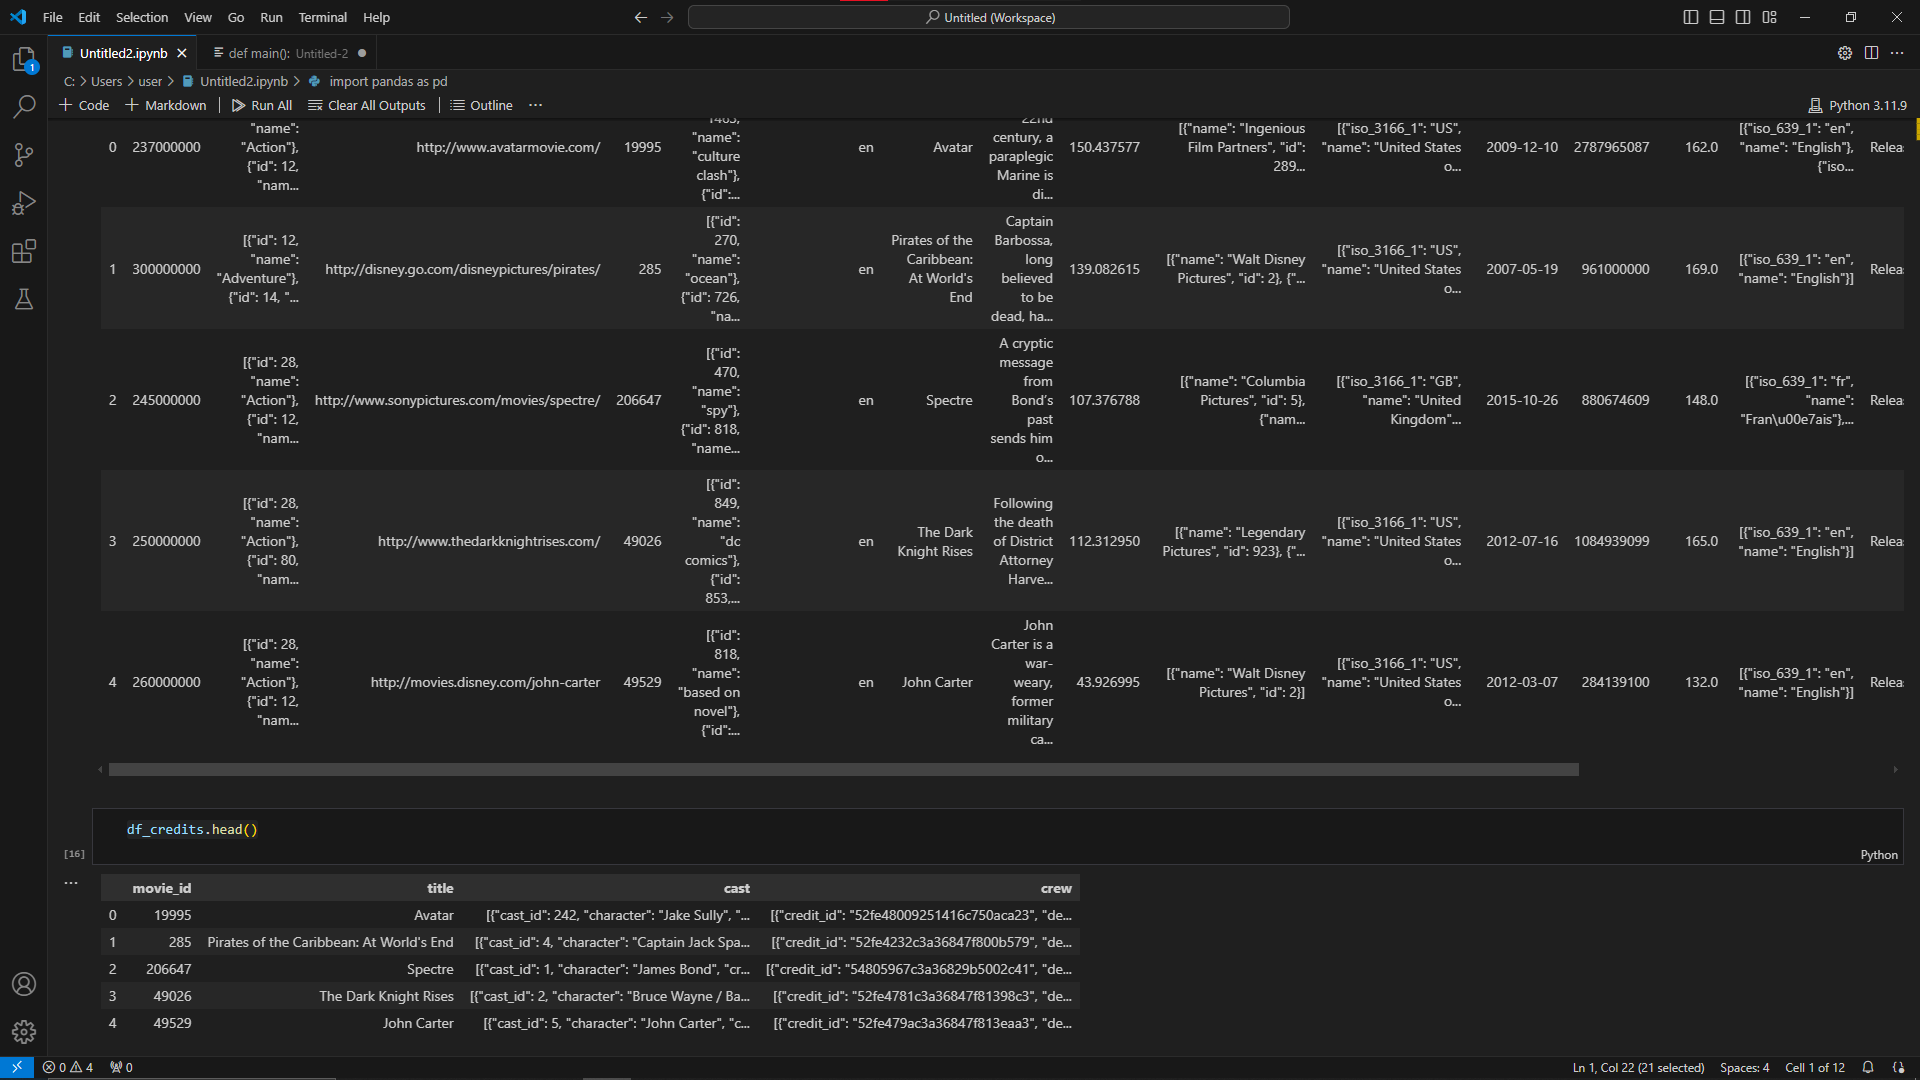 File Edit Selection View Go Run Terminal Help
Untitled (Workspace)
Untitled2.ipynb
def main(): Untitled-2
C: > Users > user > Untitled2.ipynb > import pandas as pd
+ Code + Markdown Run All Clear All Outputs Outline ...
Python 3.11.9
0 237000000 "name": "Action"}, {"id": 12, "nam... http://www.avatarmovie.com/ 19995 1463, "name": "culture clash"}, {"id":... en Avatar 22nd century, a paraplegic Marine is di... 150.437577 [{"name": "Ingenious Film Partners", "id": 289... [{"iso_3166_1": "US", "name": "United States o... 2009-12-10 2787965087 162.0 [{"iso_639_1": "en", "name": "English"}, {"iso... Relea
1 300000000 [{"id": 12, "name": "Adventure"}, {"id": 14, "... http://disney.go.com/disneypictures/pirates/ 285 [{"id": 270, "name": "ocean"}, {"id": 726, "na... en Pirates of the Caribbean: At World's End Captain Barbossa, long believed to be dead, ha... 139.082615 [{"name": "Walt Disney Pictures", "id": 2}, {"... [{"iso_3166_1": "US", "name": "United States o... 2007-05-19 961000000 169.0 [{"iso_639_1": "en", "name": "English"}] Relea
2 245000000 [{"id": 28, "name": "Action"}, {"id": 12, "nam... http://www.sonypictures.com/movies/spectre/ 206647 [{"id": 470, "name": "spy"}, {"id": 818, "name... en Spectre A cryptic message from Bond's past sends him o... 107.376788 [{"name": "Columbia Pictures", "id": 5}, {"nam... [{"iso_3166_1": "GB", "name": "United Kingdom"... 2015-10-26 880674609 148.0 [{"iso_639_1": "fr", "name": "Fran\u00e7ais"},... Relea
3 250000000 [{"id": 28, "name": "Action"}, {"id": 80, "nam... http://www.thedarkknightrises.com/ 49026 [{"id": 849, "name": "dc comics"}, {"id": 853,... en The Dark Knight Rises Following the death of District Attorney Harve... 112.312950 [{"name": "Legendary Pictures", "id": 923}, {"... [{"iso_3166_1": "US", "name": "United States o... 2012-07-16 1084939099 165.0 [{"iso_639_1": "en", "name": "English"}] Relea
4 260000000 [{"id": 28, "name": "Action"}, {"id": 12, "nam... http://movies.disney.com/john-carter 49529 [{"id": 818, "name": "based on novel"}, {"id":... en John Carter John Carter is a war-weary, former military ca... 43.926995 [{"name": "Walt Disney Pictures", "id": 2}] [{"iso_3166_1": "US", "name": "United States o... 2012-03-07 284139100 132.0 [{"iso_639_1": "en", "name": "English"}] Relea
df_credits.head()
[16]
Python
...
movie_id title cast crew
0 19995 Avatar [{"cast_id": 242, "character": "Jake Sully", "... [{"credit_id": "52fe48009251416c750aca23", "de...
1 285 Pirates of the Caribbean: At World's End [{"cast_id": 4, "character": "Captain Jack Spa... [{"credit_id": "52fe4232c3a36847f800b579", "de...
2 206647 Spectre [{"cast_id": 1, "character": "James Bond", "cr... [{"credit_id": "54805967c3a36829b5002c41", "de...
3 49026 The Dark Knight Rises [{"cast_id": 2, "character": "Bruce Wayne / Ba... [{"credit_id": "52fe4781c3a36847f81398c3", "de...
4 49529 John Carter [{"cast_id": 5, "character": "John Carter", "c... [{"credit_id": "52fe479ac3a36847f813eaa3", "de...
0 4 0
Ln 1, Col 22 (21 selected) Spaces: 4 Cell 1 of 12